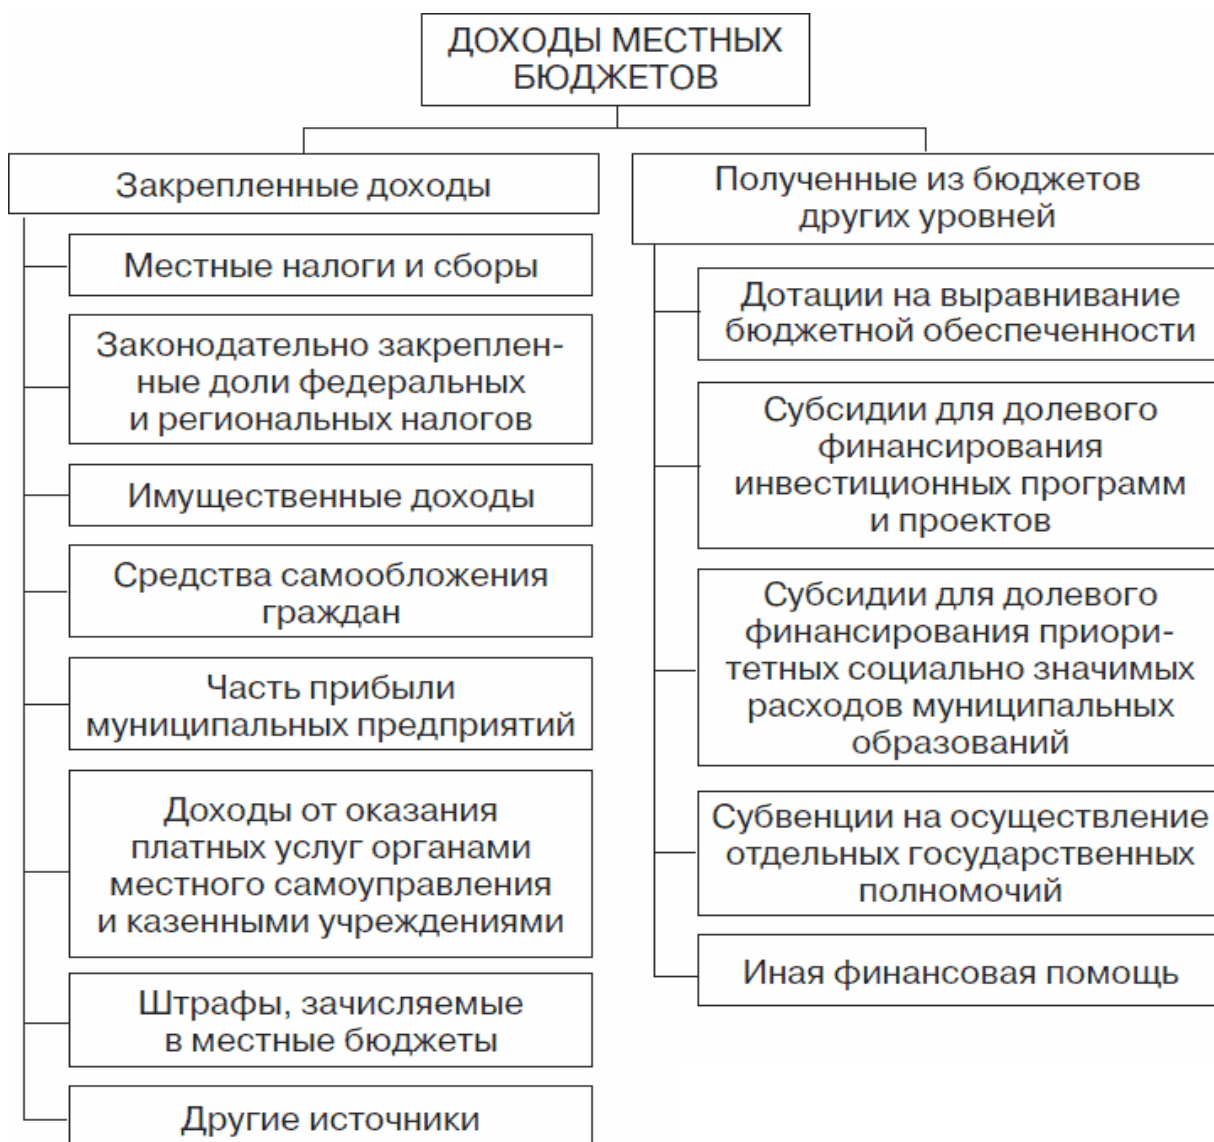 ДОХОДЫ МЕСТНЫХ
БЮДЖЕТОВ
Закрепленные доходы
Местные налоги и сборы
Законодательно закреплен-
ные доли федеральных
и региональных налогов
Имущественные доходы
Средства самообложения
граждан
Часть прибыли
муниципальных предприятий
Доходы от оказания
платных услуг органами
местного самоуправления
и казенными учреждениями
Штрафы, зачисляемые
в местные бюджеты
Другие источники
Полученные из бюджетов
других уровней
Дотации на выравнивание
бюджетной обеспеченности
Субсидии для долевого
финансирования
инвестиционных программ
и проектов
Субсидии для долевого
финансирования приори-
тетных социально значимых
расходов муниципальных
образований
Субвенции на осуществление
отдельных государственных
полномочий
Иная финансовая помощь